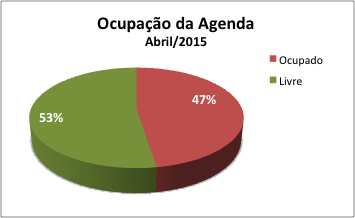 Ocupação da Agenda
Abril/2015
Ocupado
Livre
47%
53%